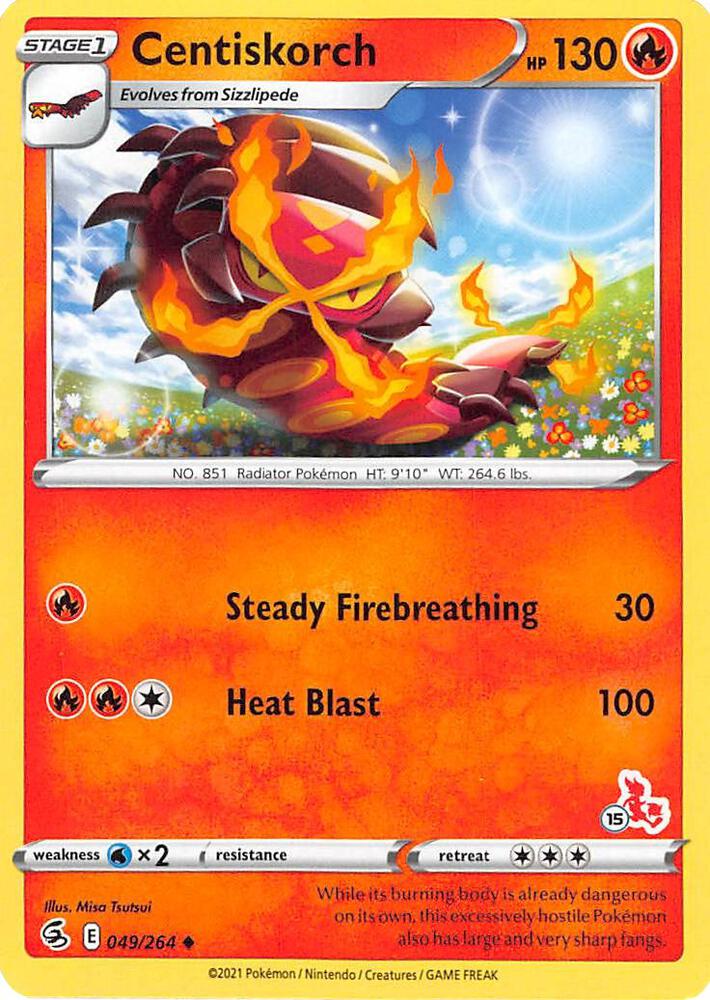 STAGE 1
Centiskorch
HP 130
Evolves from Sizzlipede
NO. 851 Radiator Pokémon HT: 9'10" WT: 264.6 lbs.
Steady Firebreathing 30
Heat Blast 100
15
weakness ×2 resistance retreat
Illus. Misa Tsutsui
While its burning body is already dangerous
on its own, this excessively hostile Pokémon
also has large and very sharp fangs.
E 049/264
©2021 Pokémon / Nintendo / Creatures / GAME FREAK